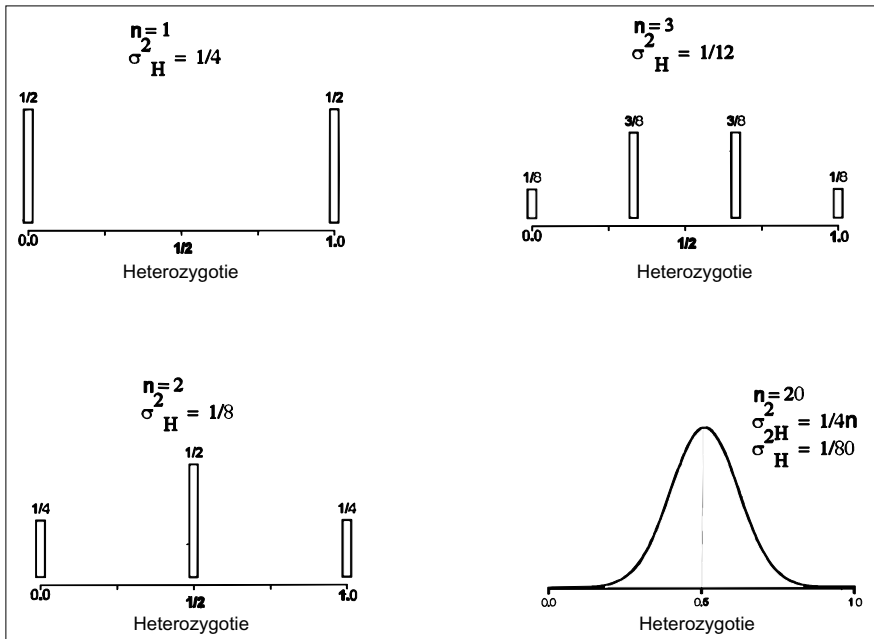 n=1
σ²H = 1/4
1/2 1/2
0.0 1/2 1.0
Heterozygotie
n=3
σ²H = 1/12
1/8 3/8 3/8 1/8
0.0 1/2 1.0
Heterozygotie
n=2
σ²H = 1/8
1/4 1/2 1/4
0.0 1/2 1.0
Heterozygotie
n=20
σ²H = 1/4n
σ²H = 1/80
0.0 0.5 1.0
Heterozygotie